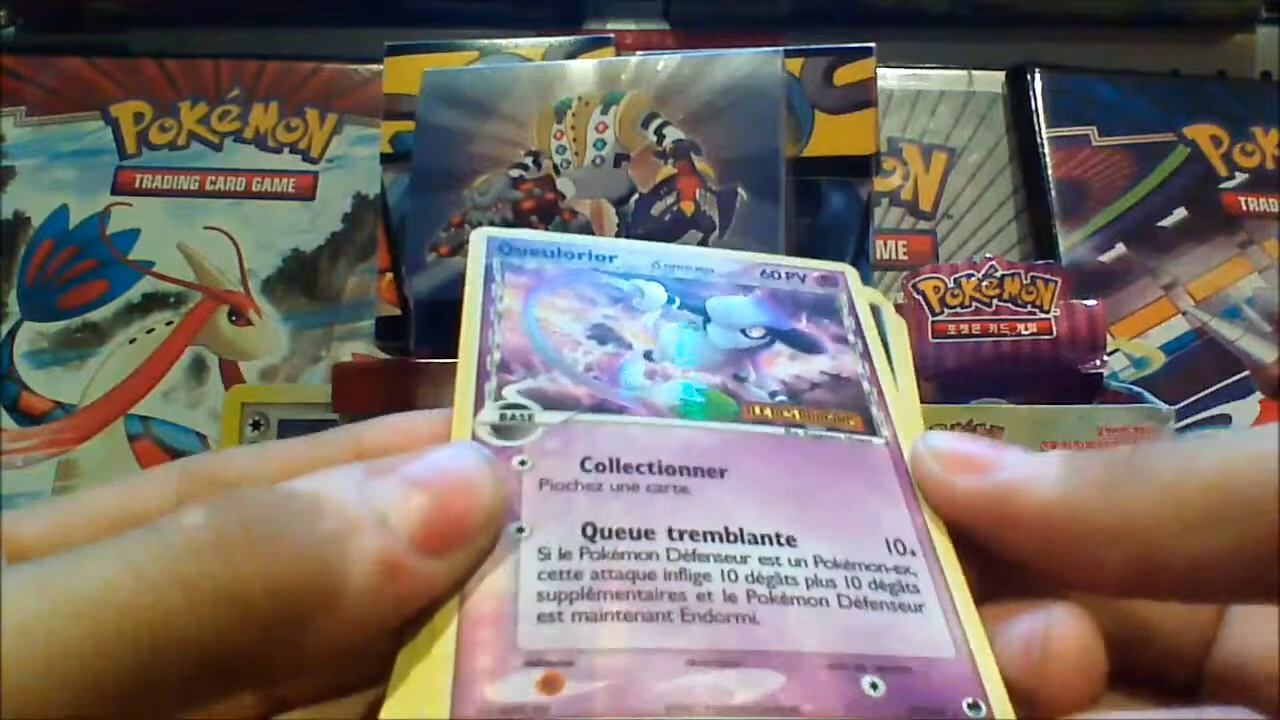 POKéMON
TRADING CARD GAME
ON
ME
POK
TRAD
POKéMON
포켓몬 카드 게임
Queulorior
60 PV
BASE
Collectionner
Piochez une carte.
Queue tremblante
10+
Si le Pokémon Défenseur est un Pokémon-ex,
cette attaque inflige 10 dégâts plus 10 dégâts
supplémentaires et le Pokémon Défenseur
est maintenant Endormi.